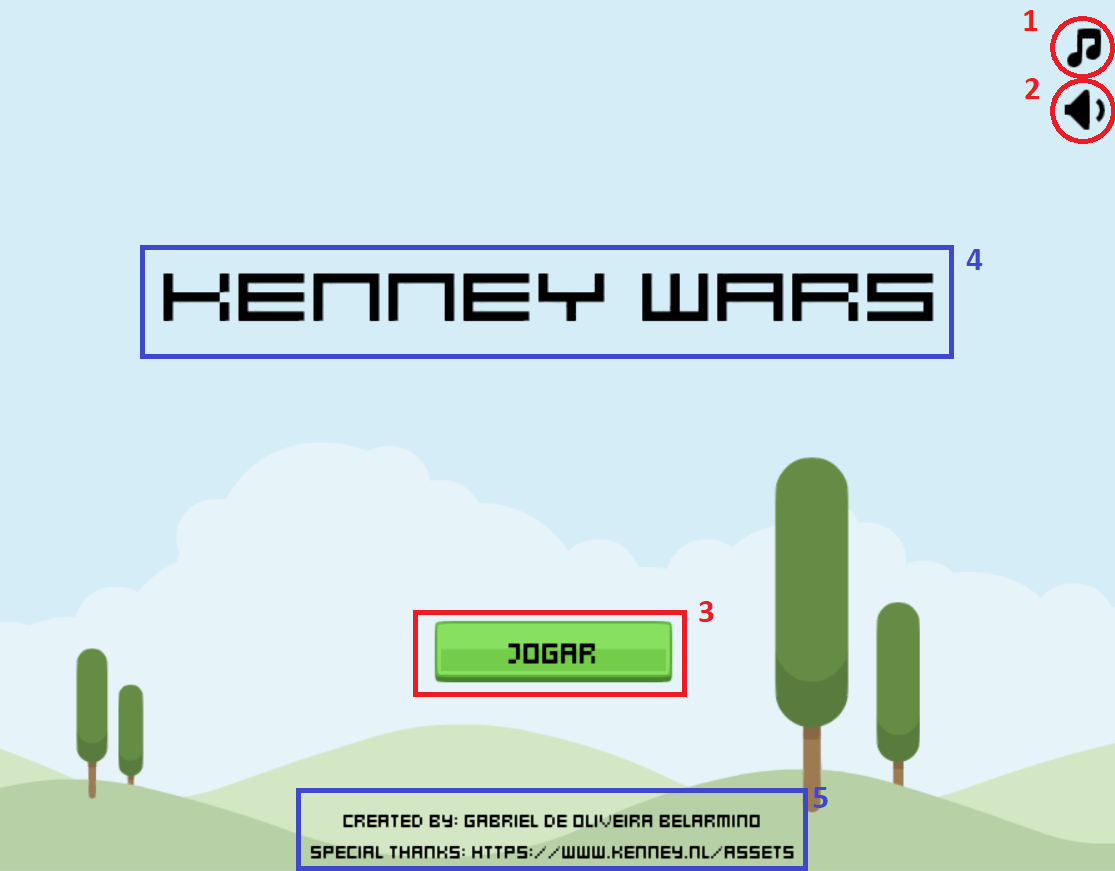 1
2
KENNEY WARS
4
3
JOGAR
5
CREATED BY: GABRIEL DE OLIVEIRA BELARMINO
SPECIAL THANKS: HTTPS://WWW.KENNEY.NL/ASSETS